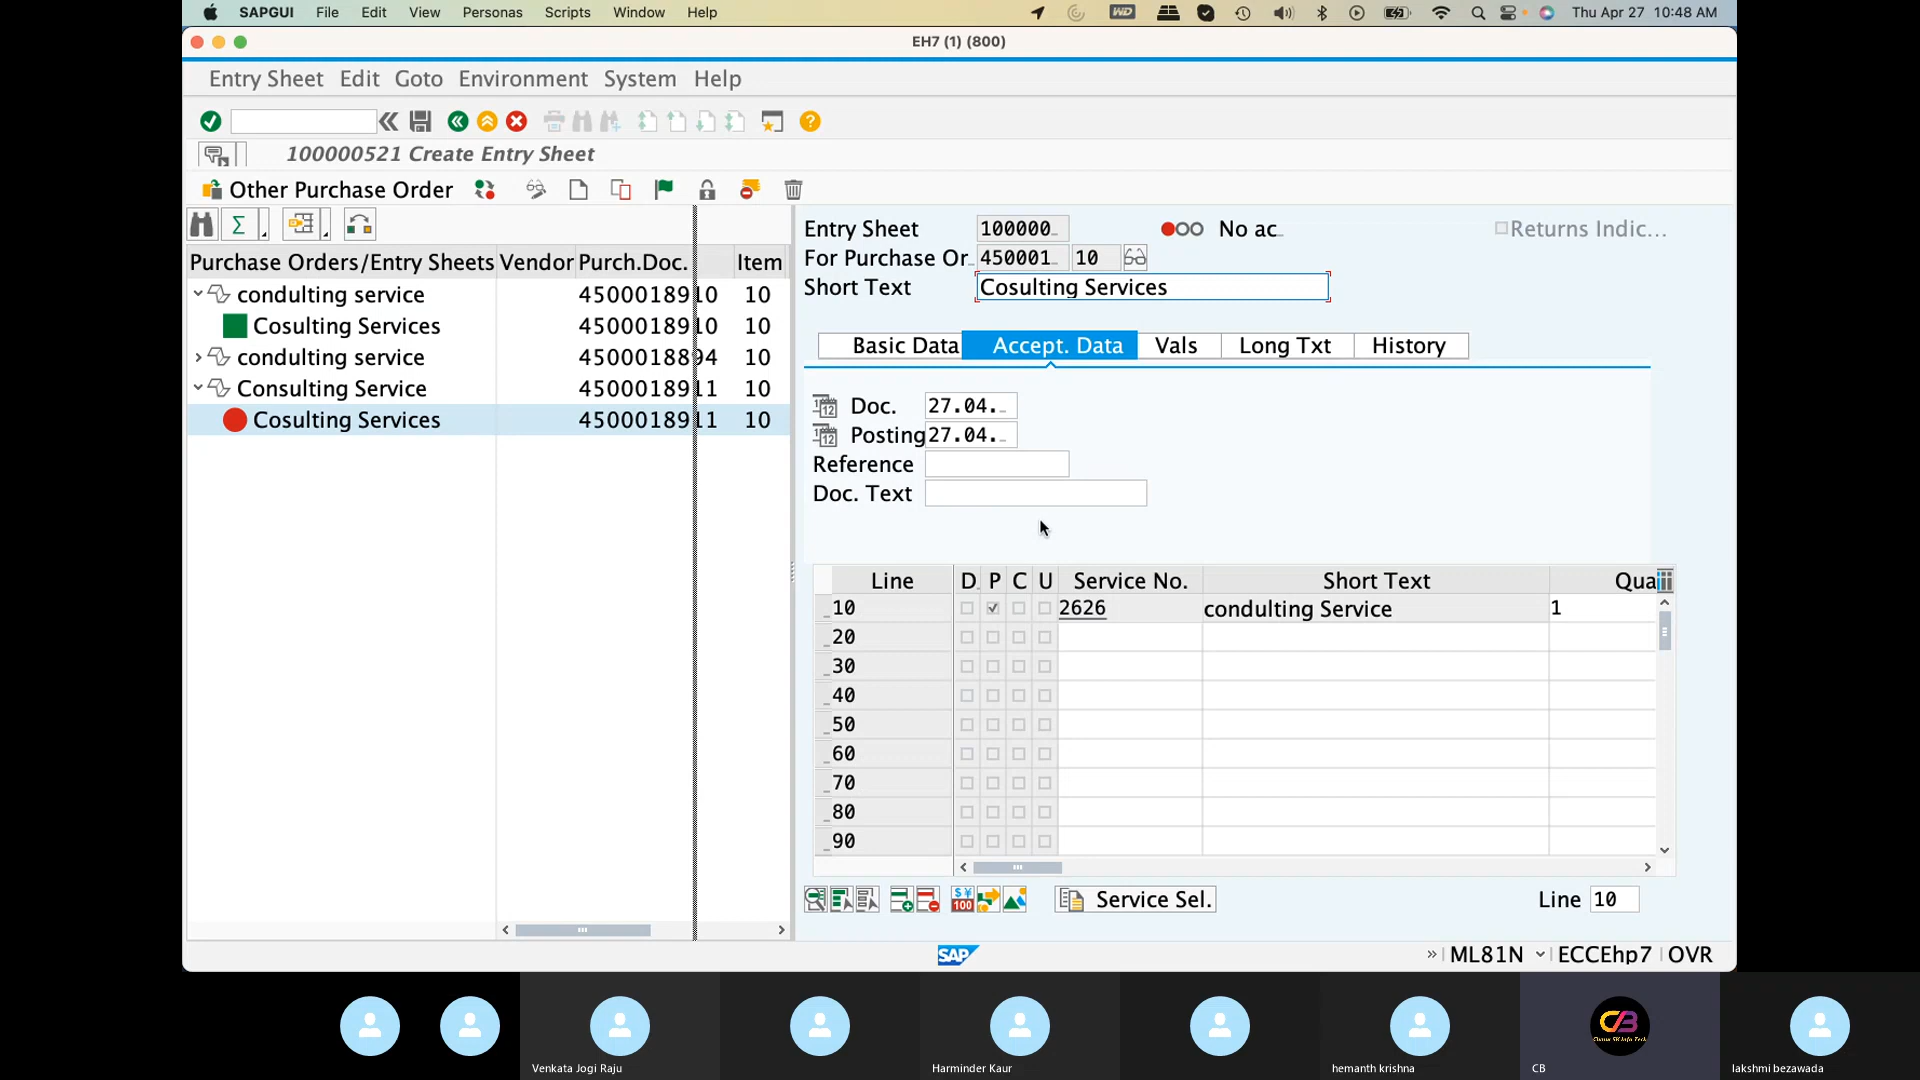 SAPGUI File Edit View Personas Scripts Window Help WD Thu Apr 27 10:48 AM
EH7 (1) (800)
Entry Sheet Edit Goto Environment System Help
100000521 Create Entry Sheet
Other Purchase Order
Purchase Orders/Entry Sheets Vendor Purch.Doc. Item
condulting service 4500018910 10
Cosulting Services 4500018910 10
condulting service 4500018894 10
Consulting Service 4500018911 10
Cosulting Services 4500018911 10
Entry Sheet 100000 No ac Returns Indic...
For Purchase Or 450001 10
Short Text Cosulting Services
Basic Data Accept. Data Vals Long Txt History
Doc. 27.04.
Posting 27.04.
Reference
Doc. Text
Line D P C U Service No. Short Text Qua
10 2626 condulting Service 1
20
30
40
50
60
70
80
90
Service Sel. Line 10
SAP ML81N ECCEhp7 OVR
Venkata Jogi Raju Harminder Kaur hemanth krishna CB lakshmi bezawada